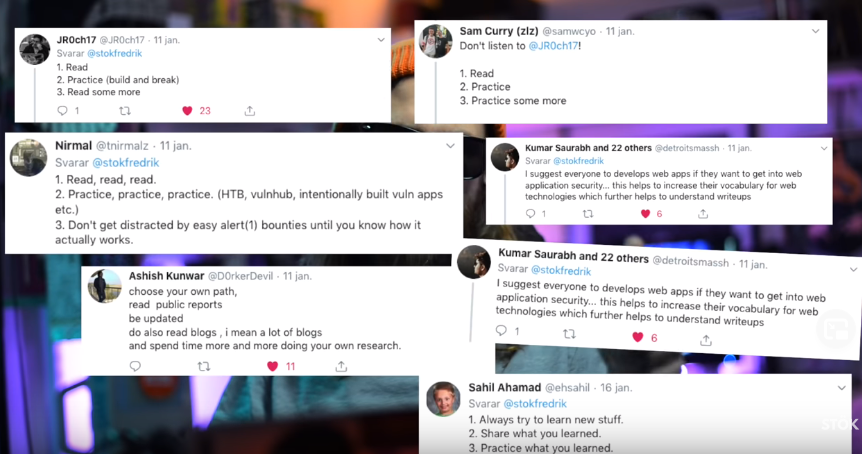 JR0ch17 @JR0ch17 · 11 jan.
Svarar @stokfredrik
1. Read
2. Practice (build and break)
3. Read some more
1 23
Sam Curry (zlz) @samwcyo · 11 jan.
Don't listen to @JR0ch17!
1. Read
2. Practice
3. Practice some more
Nirmal @tnirmalz · 11 jan.
Svarar @stokfredrik
1. Read, read, read.
2. Practice, practice, practice. (HTB, vulnhub, intentionally built vuln apps
etc.)
3. Don't get distracted by easy alert(1) bounties until you know how it
actually works.
Kumar Saurabh and 22 others @detroitsmassh · 11 jan.
Svarar @stokfredrik
I suggest everyone to develops web apps if they want to get into web
application security... this helps to increase their vocabulary for web
technologies which further helps to understand writeups
1 6
Ashish Kunwar @D0rkerDevil · 11 jan.
choose your own path,
read public reports
be updated
do also read blogs , i mean a lot of blogs
and spend time more and more doing your own research.
11
Kumar Saurabh and 22 others @detroitsmassh · 11 jan.
Svarar @stokfredrik
I suggest everyone to develops web apps if they want to get into web
application security... this helps to increase their vocabulary for web
technologies which further helps to understand writeups
1 6
Sahil Ahamad @ehsahil · 16 jan.
Svarar @stokfredrik
1. Always try to learn new stuff.
2. Share what you learned.
3. Practice what you learned.
STÖK